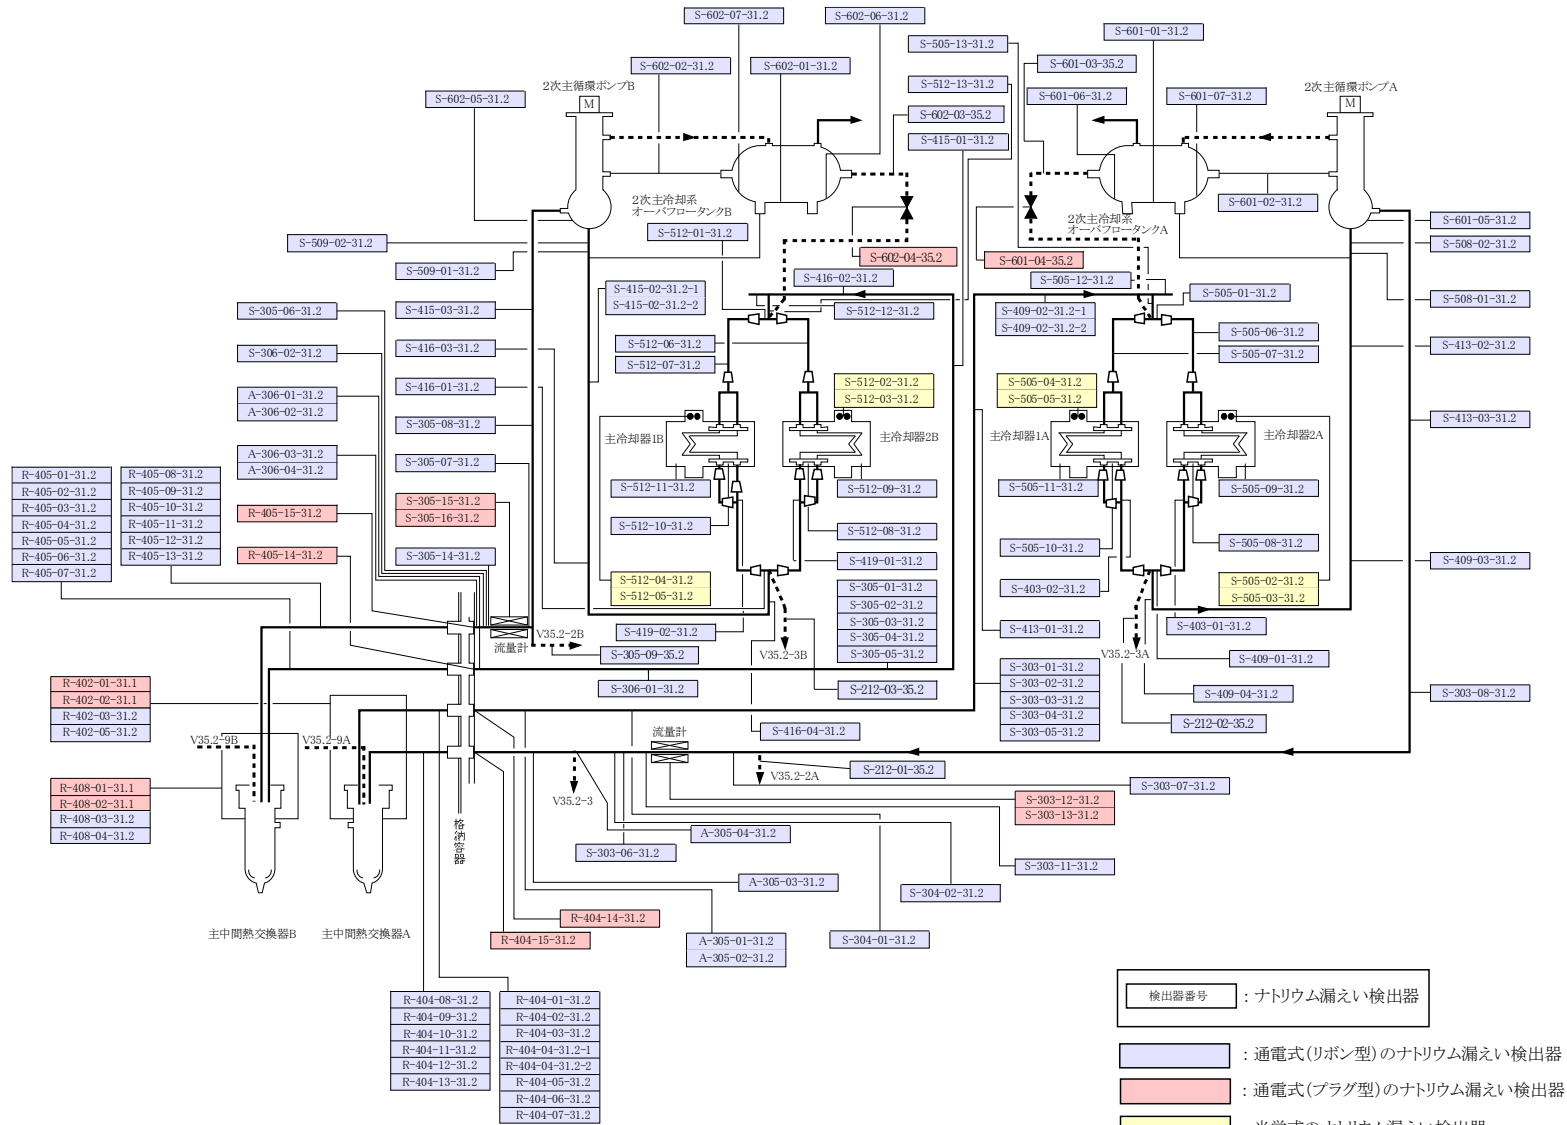 S-602-07-31.2
S-602-06-31.2
S-601-01-31.2
S-505-13-31.2
S-602-02-31.2
S-602-01-31.2
S-601-03-35.2
2次主循環ポンプB
M
S-512-13-31.2
2次主循環ポンプA
M
S-602-05-31.2
S-601-06-31.2
S-601-07-31.2
S-602-03-35.2
S-415-01-31.2
2次主冷却系
オーバフロータンクB
S-601-02-31.2
2次主冷却系
オーバフロータンクA
S-601-05-31.2
S-512-01-31.2
S-509-02-31.2
S-508-02-31.2
S-602-04-35.2
S-601-04-35.2
S-509-01-31.2
S-416-02-31.2
S-505-12-31.2
S-415-02-31.2-1
S-415-02-31.2-2
S-505-01-31.2
S-508-01-31.2
S-305-06-31.2
S-415-03-31.2
S-512-12-31.2
S-409-02-31.2-1
S-409-02-31.2-2
S-505-06-31.2
S-512-06-31.2
S-306-02-31.2
S-416-03-31.2
S-505-07-31.2
S-413-02-31.2
S-512-07-31.2
S-416-01-31.2
S-512-02-31.2
S-512-03-31.2
S-505-04-31.2
S-505-05-31.2
A-306-01-31.2
A-306-02-31.2
S-305-08-31.2
S-413-03-31.2
主冷却器1B
主冷却器2B
主冷却器1A
主冷却器2A
A-306-03-31.2
A-306-04-31.2
S-305-07-31.2
R-405-01-31.2
R-405-02-31.2
R-405-03-31.2
R-405-04-31.2
R-405-05-31.2
R-405-06-31.2
R-405-07-31.2
R-405-08-31.2
R-405-09-31.2
R-405-10-31.2
R-405-11-31.2
R-405-12-31.2
R-405-13-31.2
S-512-11-31.2
S-512-09-31.2
S-505-11-31.2
S-505-09-31.2
S-305-15-31.2
S-305-16-31.2
R-405-15-31.2
S-512-10-31.2
S-512-08-31.2
S-505-10-31.2
S-505-08-31.2
R-405-14-31.2
S-305-14-31.2
S-419-01-31.2
S-409-03-31.2
S-512-04-31.2
S-512-05-31.2
S-305-01-31.2
S-305-02-31.2
S-305-03-31.2
S-305-04-31.2
S-305-05-31.2
S-403-02-31.2
S-505-02-31.2
S-505-03-31.2
S-419-02-31.2
S-413-01-31.2
S-403-01-31.2
V35.2-2B
流量計
S-305-09-35.2
V35.2-3B
V35.2-3A
S-409-01-31.2
S-303-01-31.2
S-303-02-31.2
S-303-03-31.2
S-303-04-31.2
S-303-05-31.2
R-402-01-31.1
R-402-02-31.1
R-402-03-31.2
R-402-05-31.2
S-306-01-31.2
S-212-03-35.2
S-409-04-31.2
S-303-08-31.2
S-212-02-35.2
S-416-04-31.2
流量計
V35.2-9B
V35.2-9A
S-212-01-35.2
V35.2-2A
S-303-07-31.2
R-408-01-31.1
R-408-02-31.1
R-408-03-31.2
R-408-04-31.2
V35.2-3
S-303-12-31.2
S-303-13-31.2
格納容器
A-305-04-31.2
S-303-06-31.2
S-303-11-31.2
A-305-03-31.2
S-304-02-31.2
R-404-14-31.2
主中間熱交換器B
主中間熱交換器A
R-404-15-31.2
A-305-01-31.2
A-305-02-31.2
S-304-01-31.2
R-404-08-31.2
R-404-09-31.2
R-404-10-31.2
R-404-11-31.2
R-404-12-31.2
R-404-13-31.2
R-404-01-31.2
R-404-02-31.2
R-404-03-31.2
R-404-04-31.2-1
R-404-04-31.2-2
R-404-05-31.2
R-404-06-31.2
R-404-07-31.2
検出器番号 : ナトリウム漏えい検出器
: 通電式(リボン型)のナトリウム漏えい検出器
: 通電式(プラグ型)のナトリウム漏えい検出器